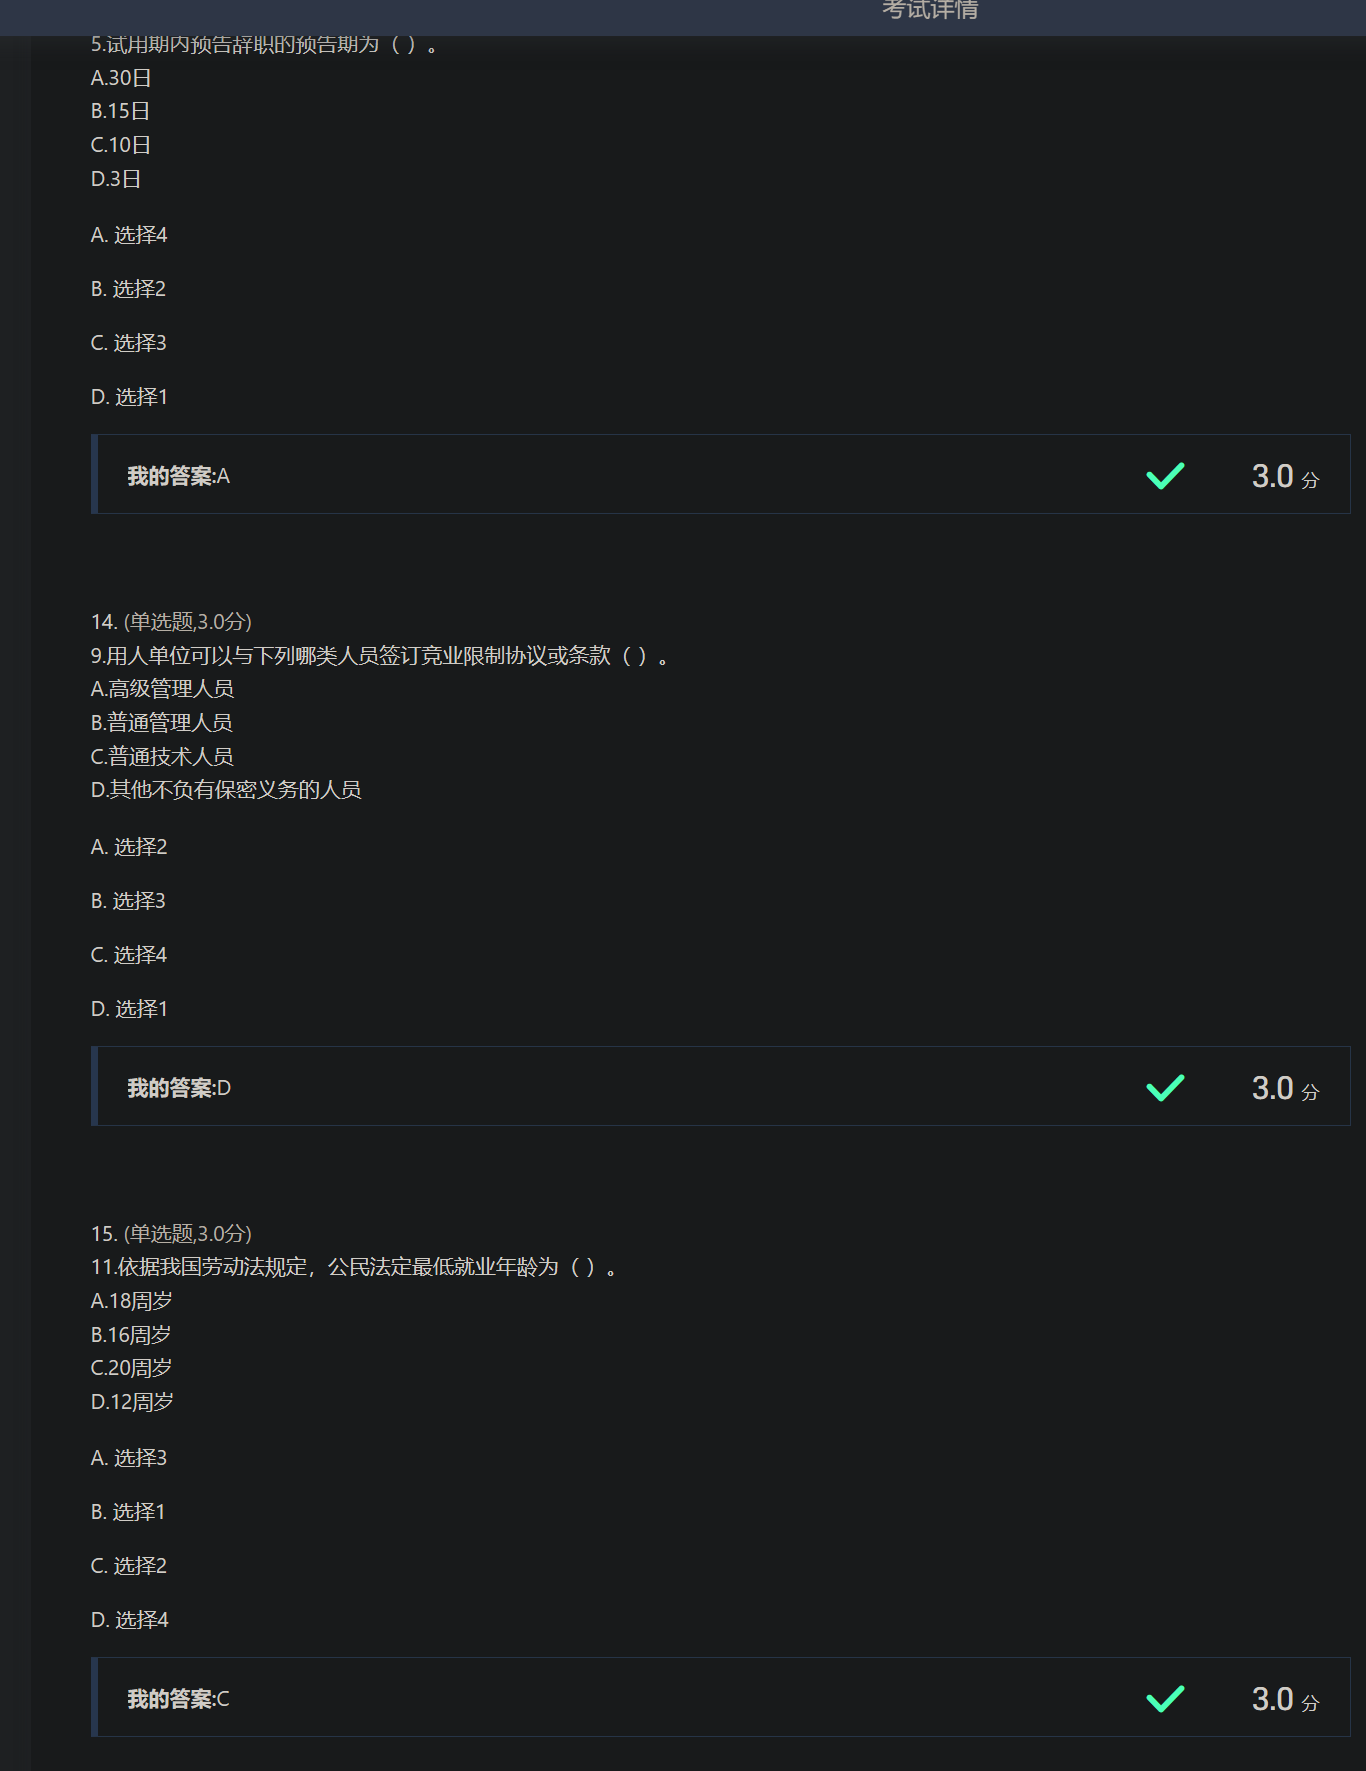 考试详情
5.试用期内预告辞职的预告期为（ ）。
A.30日
B.15日
C.10日
D.3日
A. 选择4
B. 选择2
C. 选择3
D. 选择1
我的答案:A
3.0 分
14. (单选题,3.0分)
9.用人单位可以与下列哪类人员签订竞业限制协议或条款（ ）。
A.高级管理人员
B.普通管理人员
C.普通技术人员
D.其他不负有保密义务的人员
A. 选择2
B. 选择3
C. 选择4
D. 选择1
我的答案:D
3.0 分
15. (单选题,3.0分)
11.依据我国劳动法规定，公民法定最低就业年龄为（ ）。
A.18周岁
B.16周岁
C.20周岁
D.12周岁
A. 选择3
B. 选择1
C. 选择2
D. 选择4
我的答案:C
3.0 分